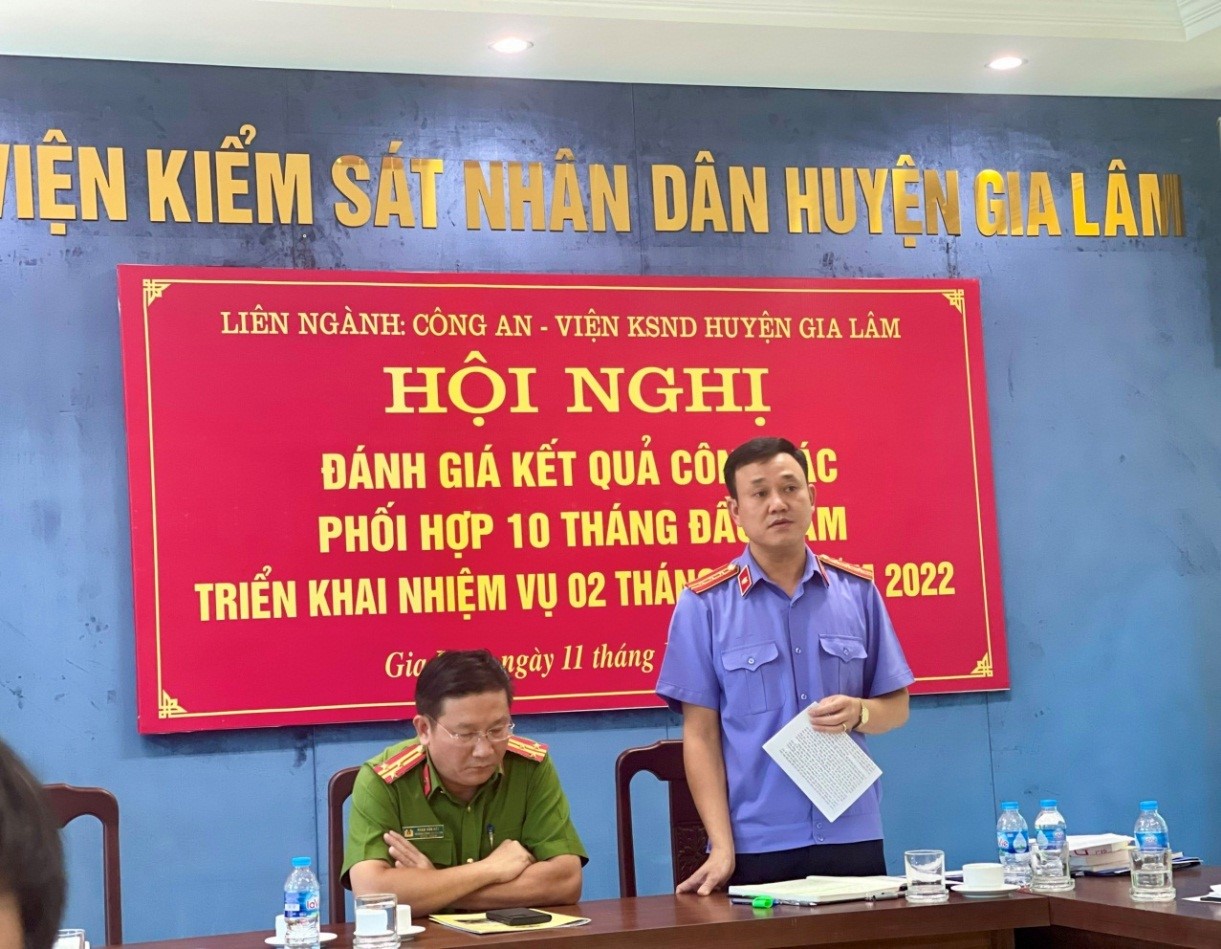 VIỆN KIỂM SÁT NHÂN DÂN HUYỆN GIA LÂM
LIÊN NGÀNH: CÔNG AN - VIỆN KSND HUYỆN GIA LÂM
HỘI NGHỊ
ĐÁNH GIÁ KẾT QUẢ CÔNG TÁC
PHỐI HỢP 10 THÁNG ĐẦU NĂM
TRIỂN KHAI NHIỆM VỤ 02 THÁNG 2022
Gia ngày 11 tháng